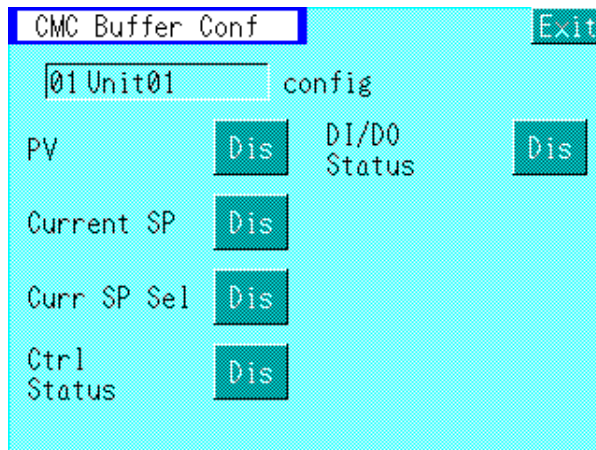 CMC Buffer Conf
Exit
01 Unit01 config
PV Dis
DI/DO Status Dis
Current SP Dis
Curr SP Sel Dis
Ctrl Status Dis